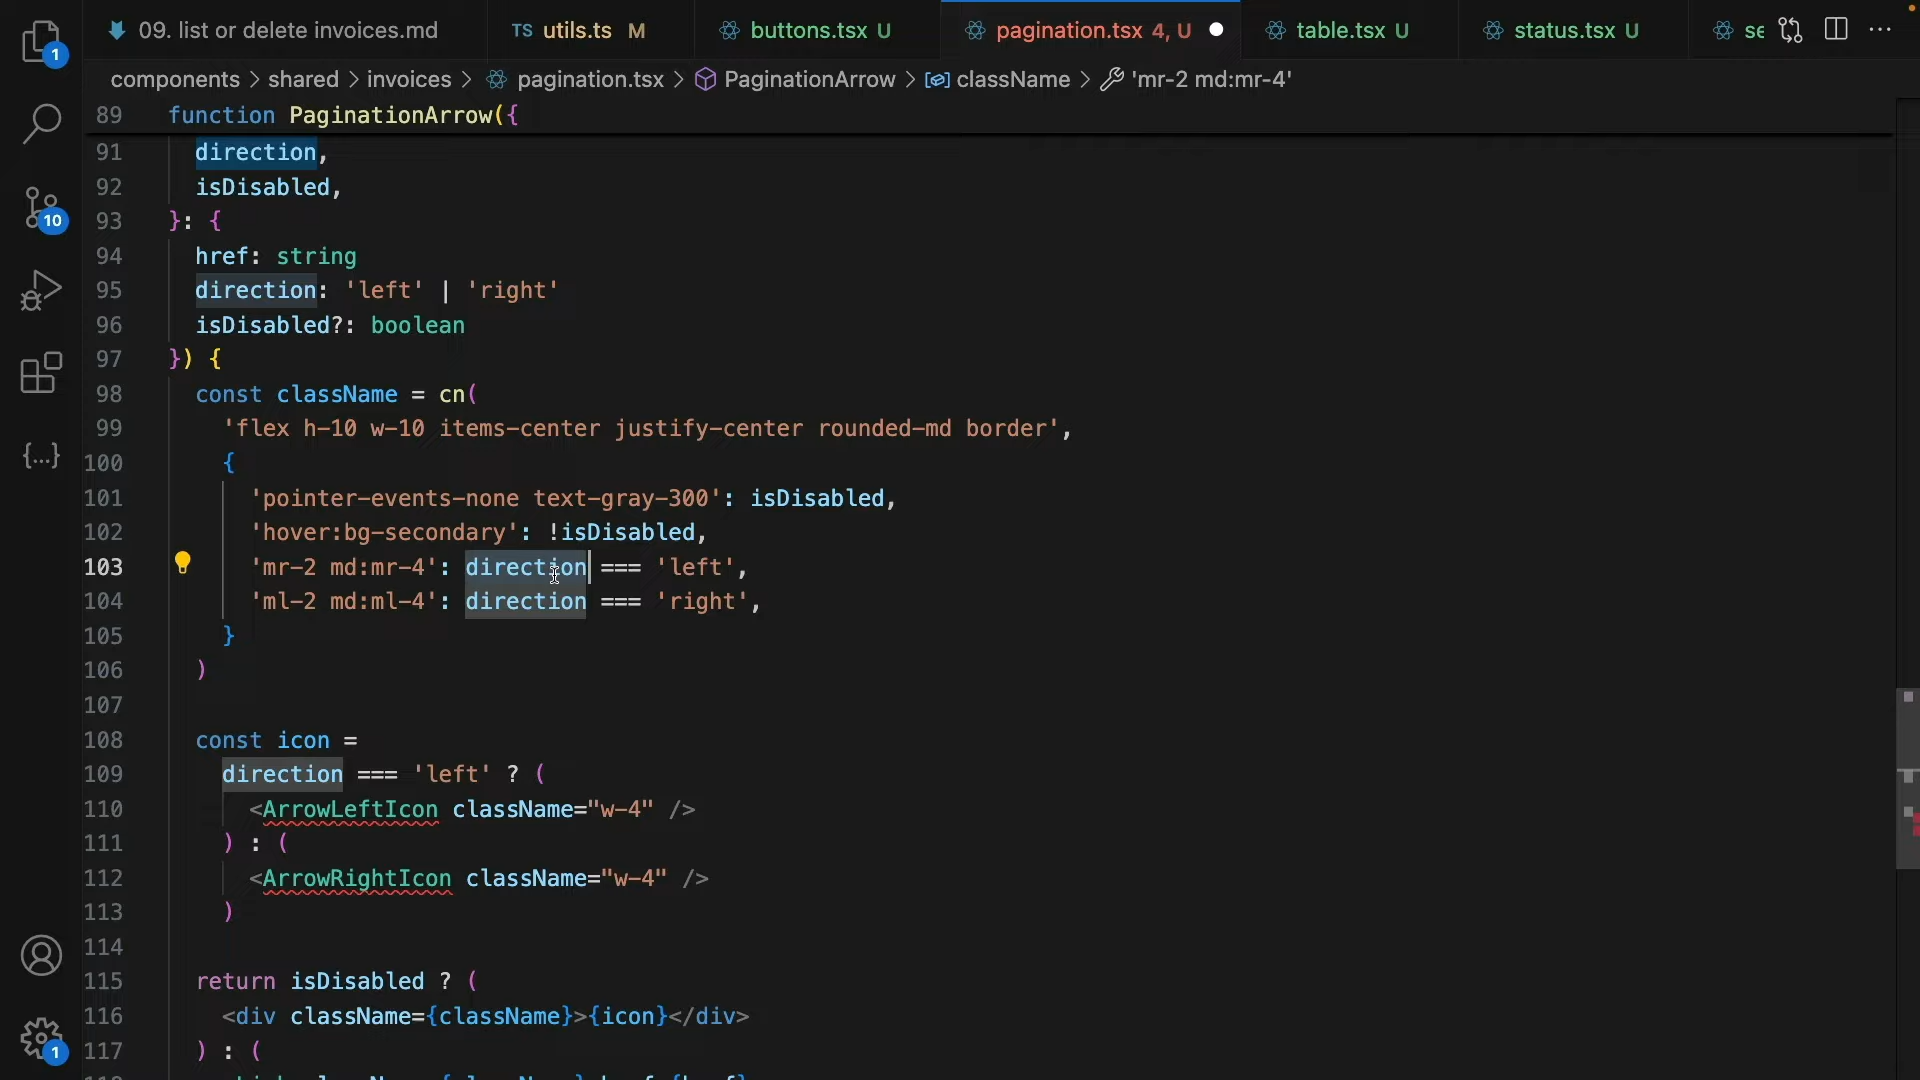 09. list or delete invoices.md
TS utils.ts M
buttons.tsx U
pagination.tsx 4, U
table.tsx U
status.tsx U
se
1
components > shared > invoices > pagination.tsx > PaginationArrow > className > 'mr-2 md:mr-4'
89 function PaginationArrow({
91 direction,
92 isDisabled,
93 }: {
94 href: string
95 direction: 'left' | 'right'
96 isDisabled?: boolean
97 }) {
98 const className = cn(
99 'flex h-10 w-10 items-center justify-center rounded-md border',
100 {
101 'pointer-events-none text-gray-300': isDisabled,
102 'hover:bg-secondary': !isDisabled,
103 'mr-2 md:mr-4': direction === 'left',
104 'ml-2 md:ml-4': direction === 'right',
105 }
106 )
107
108 const icon =
109 direction === 'left' ? (
110 <ArrowLeftIcon className="w-4" />
111 ) : (
112 <ArrowRightIcon className="w-4" />
113 )
114
115 return isDisabled ? (
116 <div className={className}>{icon}</div>
117 ) : (
10
1